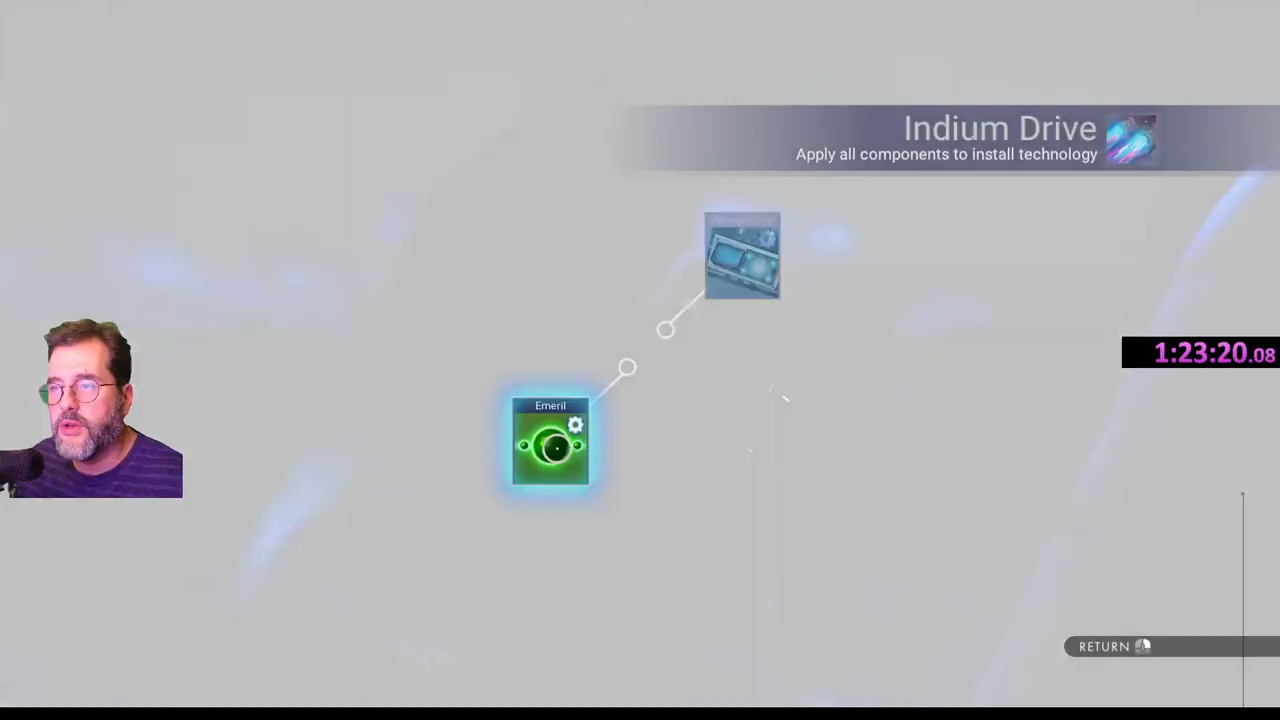 Indium Drive
Apply all components to install technology
1:23:20.08
Emeril
RETURN